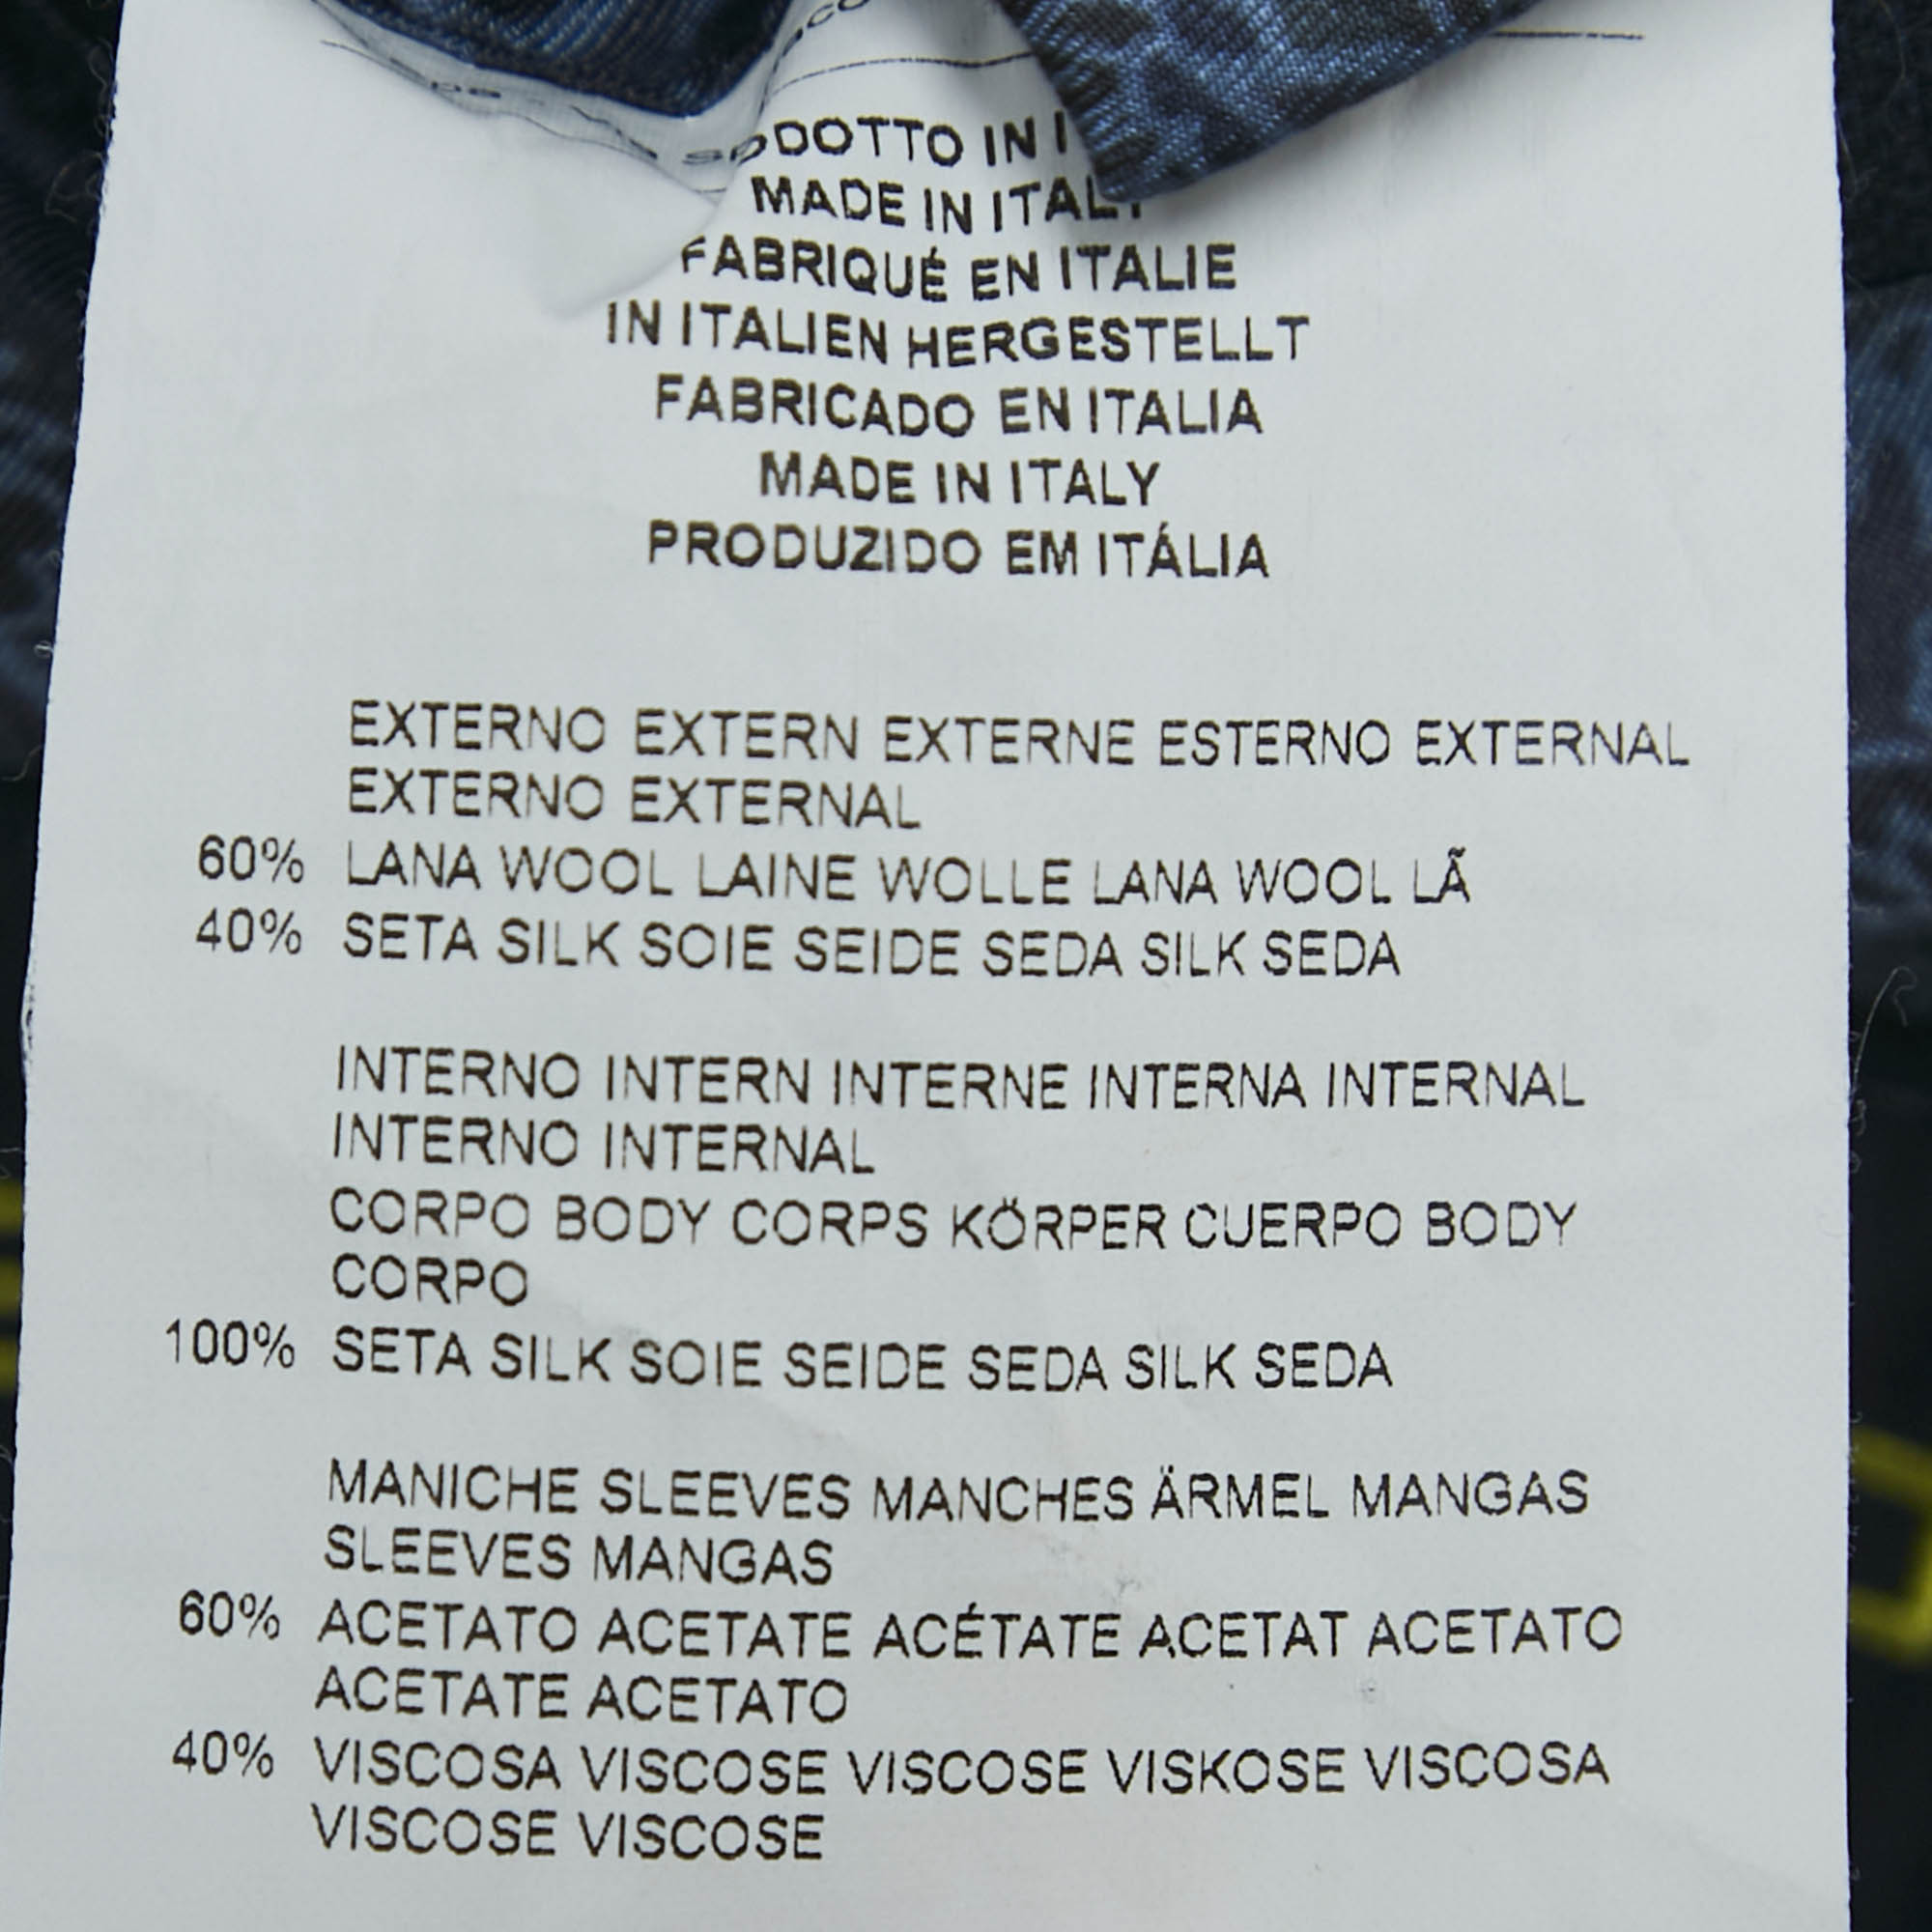 DOTTO IN I
MADE IN ITALY
FABRIQUÉ EN ITALIE
IN ITALIEN HERGESTELLT
FABRICADO EN ITALIA
MADE IN ITALY
PRODUZIDO EM ITÁLIA
EXTERNO EXTERN EXTERNE ESTERNO EXTERNAL
EXTERNO EXTERNAL
60% LANA WOOL LAINE WOLLE LANA WOOL LÃ
40% SETA SILK SOIE SEIDE SEDA SILK SEDA
INTERNO INTERN INTERNE INTERNA INTERNAL
INTERNO INTERNAL
CORPO BODY CORPS KÖRPER CUERPO BODY
CORPO
100% SETA SILK SOIE SEIDE SEDA SILK SEDA
MANICHE SLEEVES MANCHES ÄRMEL MANGAS
SLEEVES MANGAS
60% ACETATO ACETATE ACÉTATE ACETAT ACETATO
ACETATE ACETATO
40% VISCOSA VISCOSE VISCOSE VISKOSE VISCOSA
VISCOSE VISCOSE